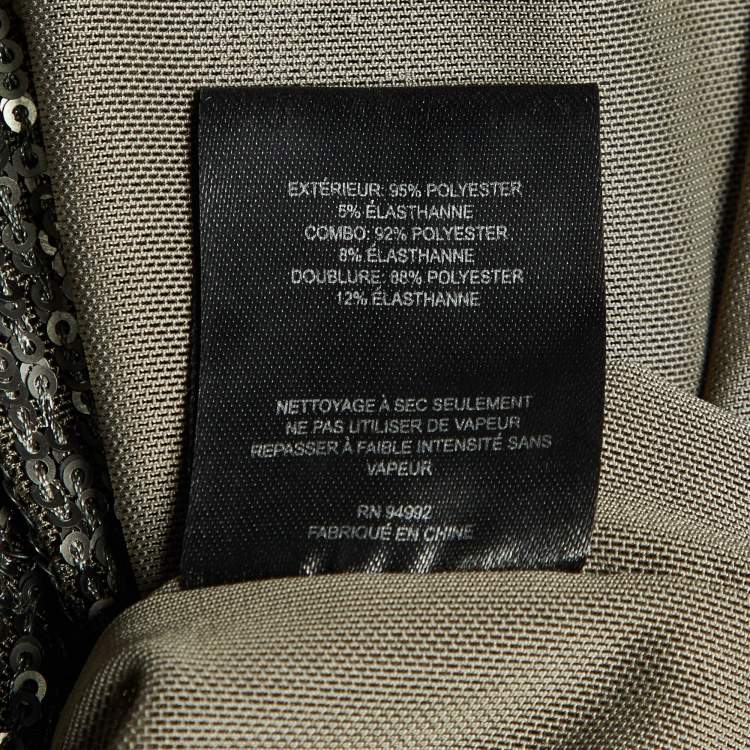 EXTÉRIEUR: 95% POLYESTER
5% ÉLASTHANNE
COMBO: 92% POLYESTER
8% ÉLASTHANNE
DOUBLURE: 88% POLYESTER
12% ÉLASTHANNE
NETTOYAGE À SEC SEULEMENT
NE PAS UTILISER DE VAPEUR
REPASSER À FAIBLE INTENSITÉ SANS
VAPEUR
RN 94992
FABRIQUÉ EN CHINE